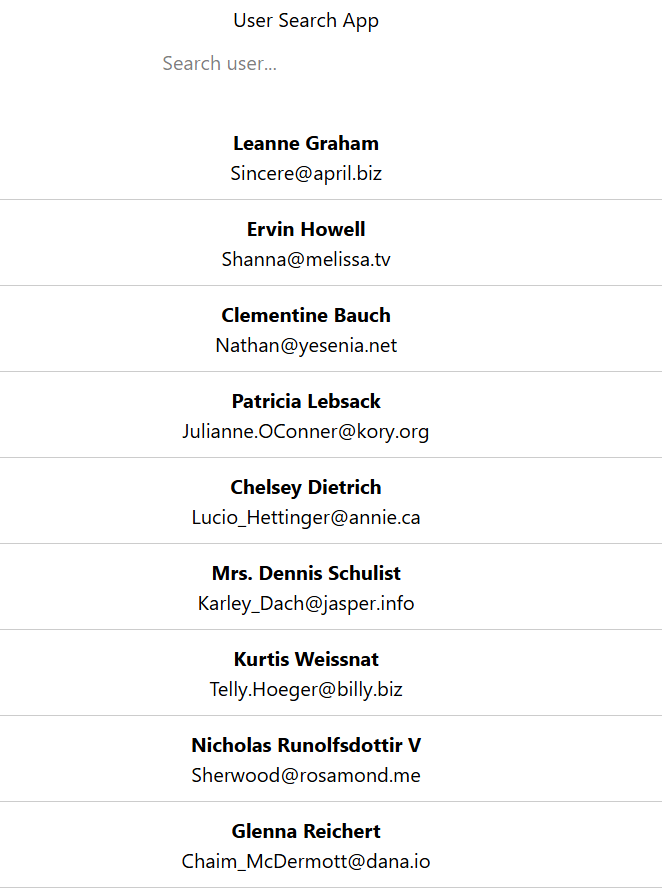 User Search App
Search user...
Leanne Graham
Sincere@april.biz
Ervin Howell
Shanna@melissa.tv
Clementine Bauch
Nathan@yesenia.net
Patricia Lebsack
Julianne.OConner@kory.org
Chelsey Dietrich
Lucio_Hettinger@annie.ca
Mrs. Dennis Schulist
Karley_Dach@jasper.info
Kurtis Weissnat
Telly.Hoeger@billy.biz
Nicholas Runolfsdottir V
Sherwood@rosamond.me
Glenna Reichert
Chaim_McDermott@dana.io